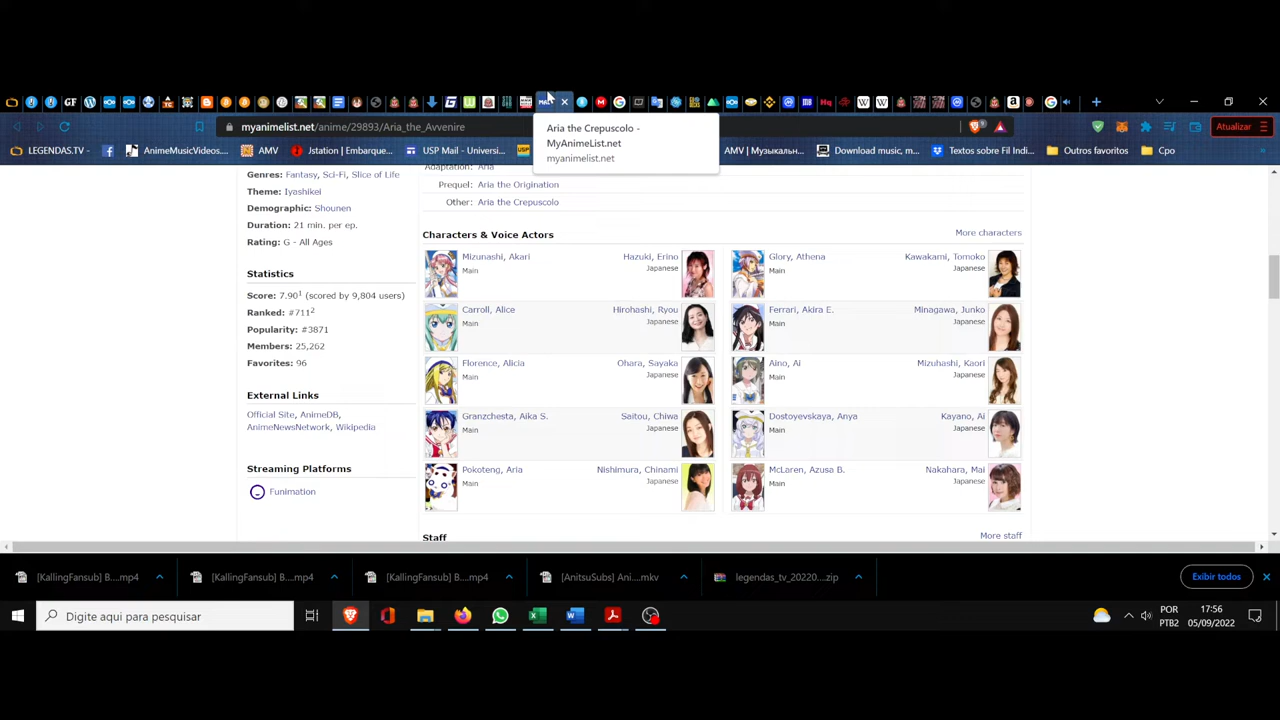 myanimelist.net/anime/29893/Aria_the_Avvenire
Atualizar
Aria the Crepuscolo -
MyAnimeList.net
myanimelist.net
LEGENDAS.TV -
AnimeMusicVideos....
AMV
Jstation | Embarque...
USP Mail - Universi...
USP
AMV | Музыкальн...
Download music, m...
Textos sobre Fil Indi...
Outros favoritos
Cpo
Genres: Fantasy, Sci-Fi, Slice of Life
Theme: Iyashikei
Demographic: Shounen
Duration: 21 min. per ep.
Rating: G - All Ages
Statistics
Score: 7.90¹ (scored by 9,804 users)
Ranked: #711²
Popularity: #3871
Members: 25,262
Favorites: 96
External Links
Official Site, AnimeDB,
AnimeNewsNetwork, Wikipedia
Streaming Platforms
Funimation
Adaptation: Aria
Prequel: Aria the Origination
Other: Aria the Crepuscolo
Characters & Voice Actors
More characters
Mizunashi, Akari Hazuki, Erino
Main Japanese
Glory, Athena Kawakami, Tomoko
Main Japanese
Carroll, Alice Hirohashi, Ryou
Main Japanese
Ferrari, Akira E. Minagawa, Junko
Main Japanese
Florence, Alicia Ohara, Sayaka
Main Japanese
Aino, Ai Mizuhashi, Kaori
Main Japanese
Granzchesta, Aika S. Saitou, Chiwa
Main Japanese
Dostoyevskaya, Anya Kayano, Ai
Main Japanese
Pokoteng, Aria Nishimura, Chinami
Main Japanese
McLaren, Azusa B. Nakahara, Mai
Main Japanese
Staff
More staff
[KallingFansub] B....mp4
[KallingFansub] B....mp4
[KallingFansub] B....mp4
[AnitsuSubs] Ani....mkv
legendas_tv_20220....zip
Exibir todos
Digite aqui para pesquisar
POR
PTB2
17:56
05/09/2022